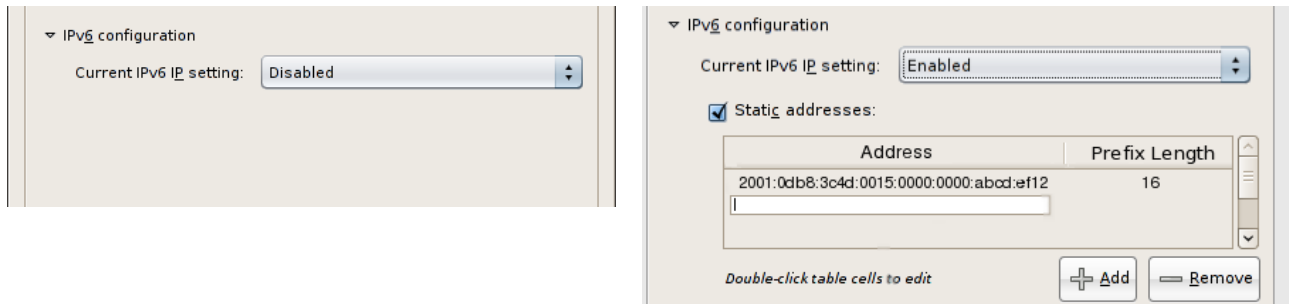 IPv6 configuration
Current IPv6 IP setting: Disabled
IPv6 configuration
Current IPv6 IP setting: Enabled
Static addresses:
Address Prefix Length
2001:0db8:3c4d:0015:0000:0000:abcd:ef12 16
Double-click table cells to edit Add Remove